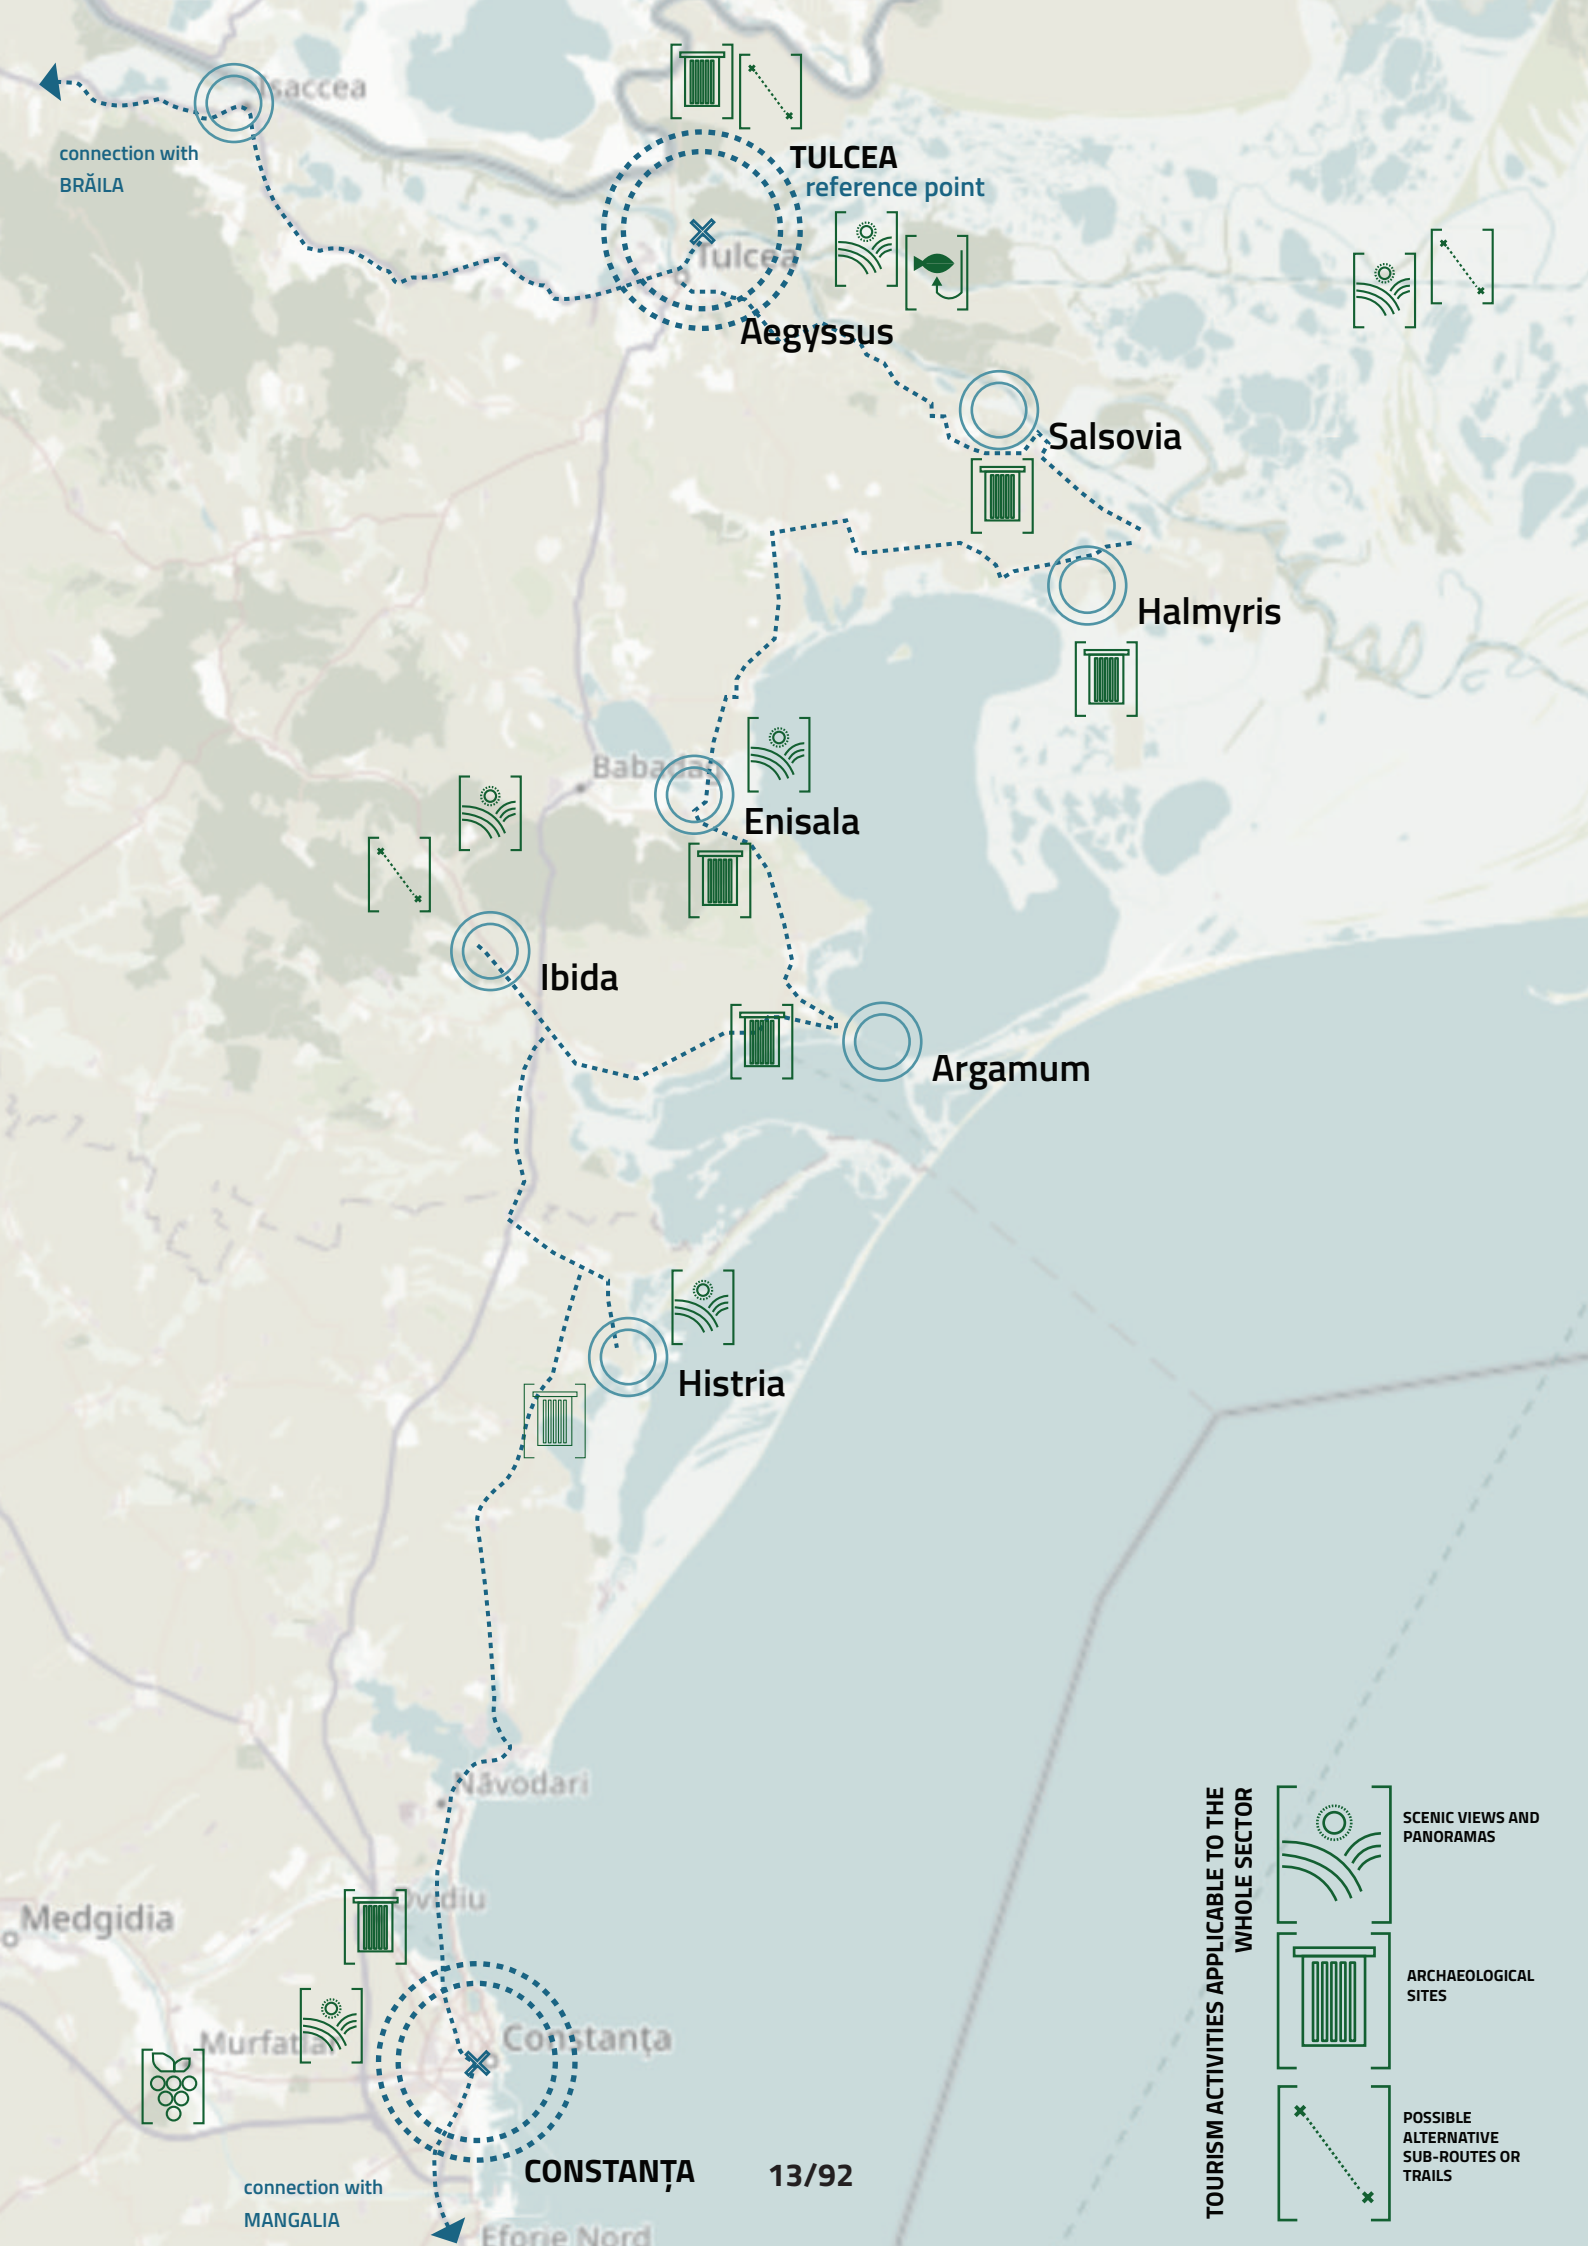 Isaccea
connection with
BRĂILA
TULCEA
reference point
Tulcea
Aegyssus
Salsovia
Halmyris
Babadag
Enisala
Ibida
Argamum
Histria
Năvodari
Ovidiu
Medgidia
Murfatlar
Constanța
CONSTANȚA
13/92
connection with
MANGALIA
Eforie Nord
TOURISM ACTIVITIES APPLICABLE TO THE
WHOLE SECTOR
SCENIC VIEWS AND
PANORAMAS
ARCHAEOLOGICAL
SITES
POSSIBLE
ALTERNATIVE
SUB-ROUTES OR
TRAILS